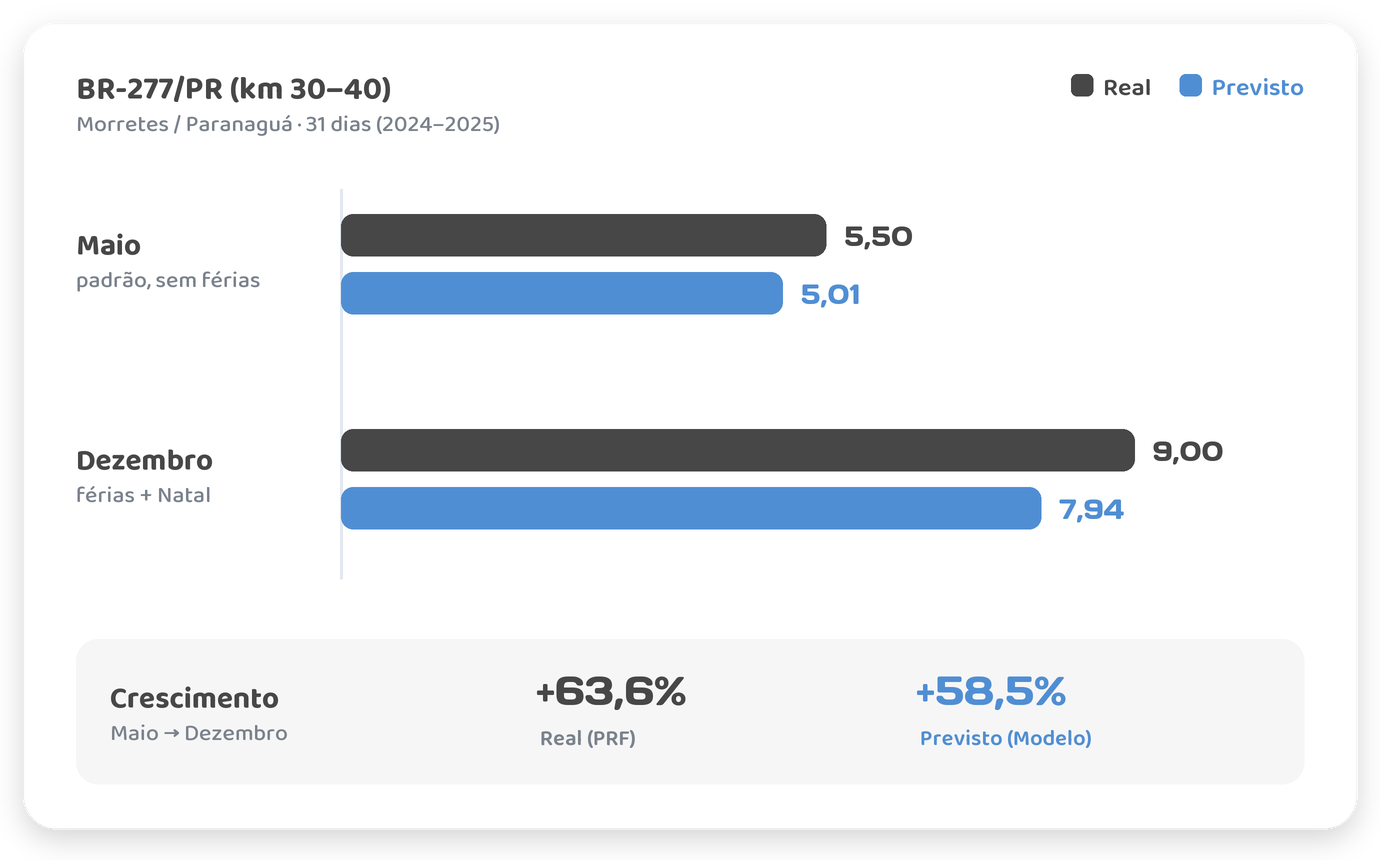 BR-277/PR (km 30–40)
Morretes / Paranaguá · 31 dias (2024–2025)
Real
Previsto
Maio
padrão, sem férias
5,50
5,01
Dezembro
férias + Natal
9,00
7,94
Crescimento
Maio → Dezembro
+63,6%
Real (PRF)
+58,5%
Previsto (Modelo)